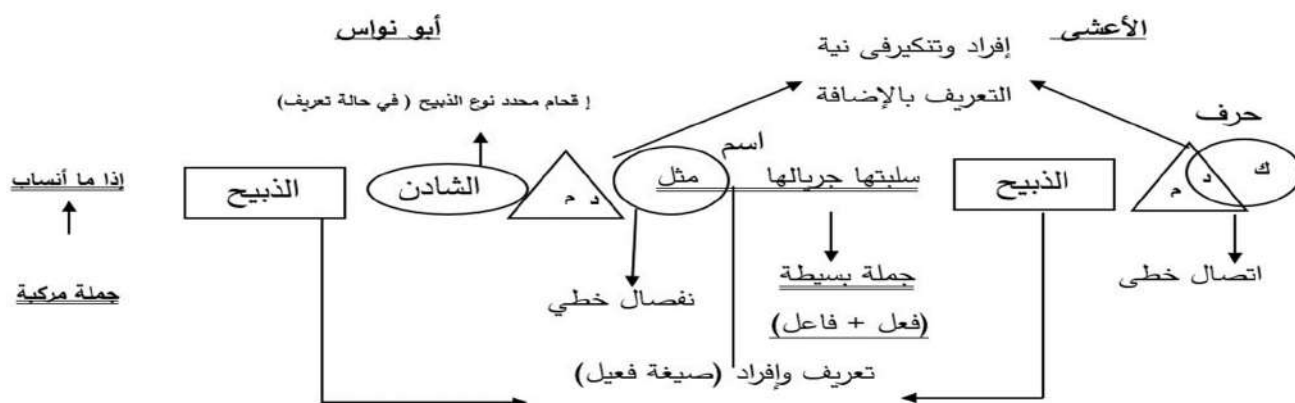 الأعشى
أبو نواس
إفراد وتنكيرفى نية
التعريف بالإضافة
إ قحام محدد نوع الذبيح ( في حالة تعريف)
حرف
اسم
ك
د
م
الذبيح
سلبتها جريالها
مثل
د م
الشادن
الذبيح
إذا ما أنساب
اتصال خطى
جملة بسيطة
(فعل + فاعل)
نفصال خطي
جملة مركبة
تعريف وإفراد (صيغة فعيل)